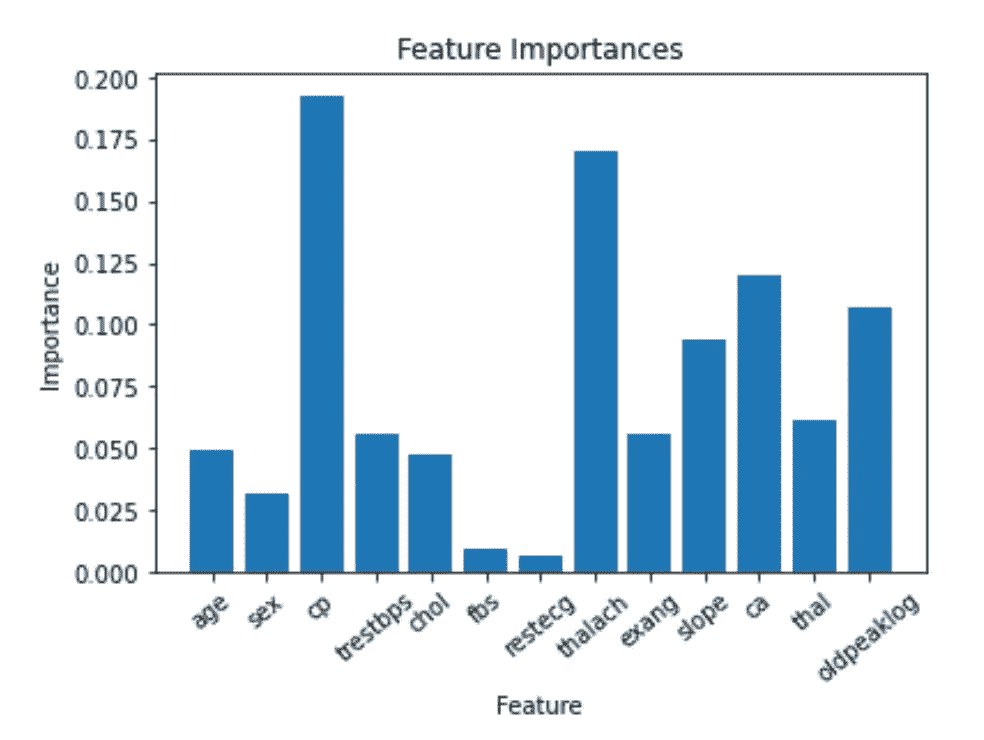 Feature Importances
0.200
0.175
0.150
0.125
0.100
0.075
0.050
0.025
0.000
Importance
age
sex
cp
trestbps
chol
fbs
restecg
thalach
exang
slope
ca
thal
oldpeaklog
Feature